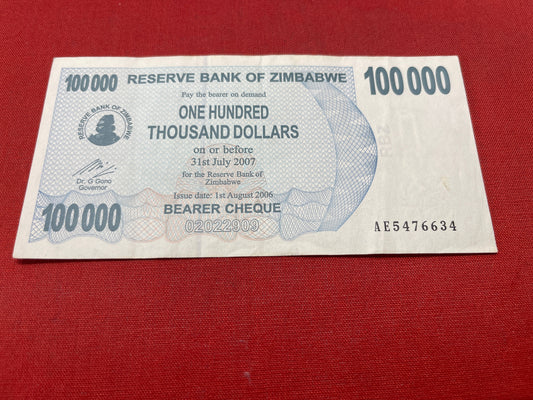 100 000 RESERVE BANK OF ZIMBABWE 100 000
Pay the bearer on demand
ONE HUNDRED
THOUSAND DOLLARS
RESERVE BANK OF ZIMBABWE
on or before
31st July 2007
for the Reserve Bank of
Zimbabwe
Dr. G Gono
Governor
Issue date: 1st August 2006
100 000 BEARER CHEQUE
02022909
AE5476634